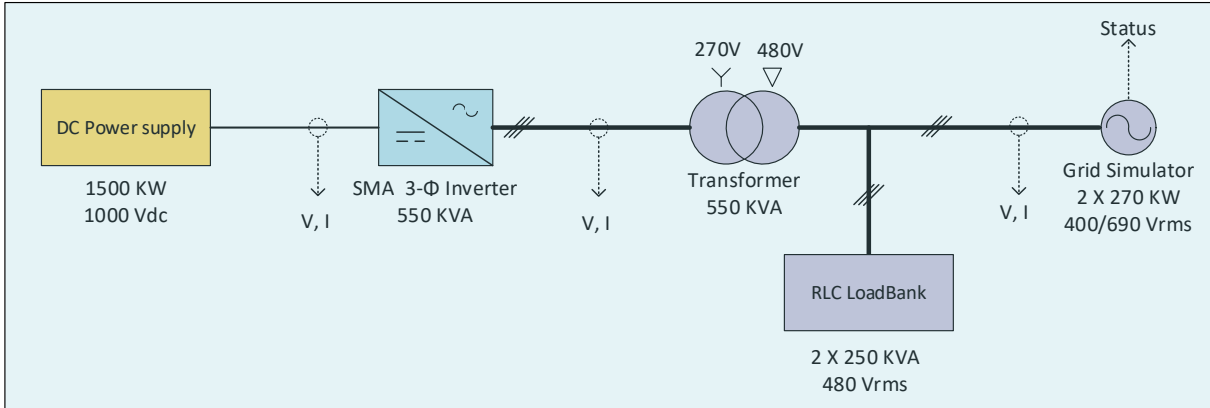 Status
270V
480V
DC Power supply
1500 KW
1000 Vdc
V, I
SMA 3-Φ Inverter
550 KVA
V, I
Transformer
550 KVA
V, I
Grid Simulator
2 X 270 KW
400/690 Vrms
RLC LoadBank
2 X 250 KVA
480 Vrms